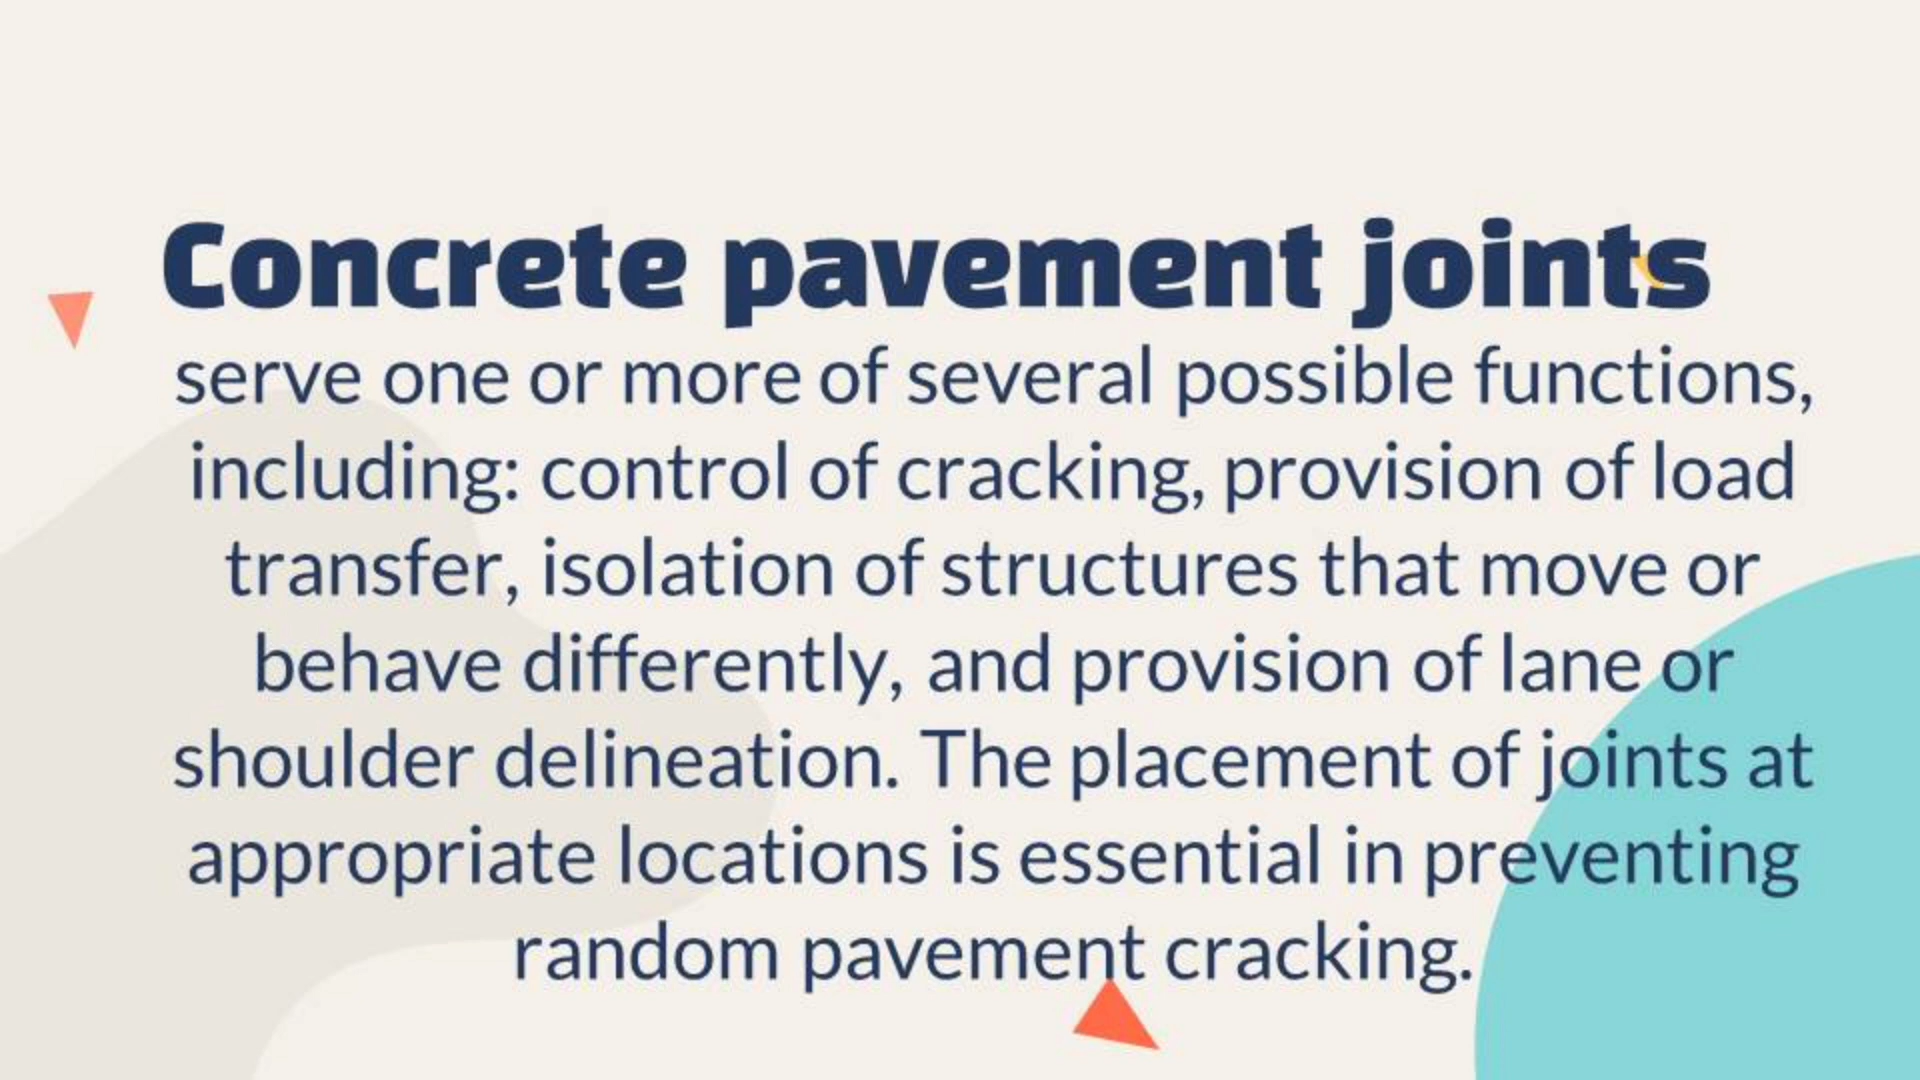 Concrete pavement joints
serve one or more of several possible functions,
including: control of cracking, provision of load
transfer, isolation of structures that move or
behave differently, and provision of lane or
shoulder delineation. The placement of joints at
appropriate locations is essential in preventing
random pavement cracking.